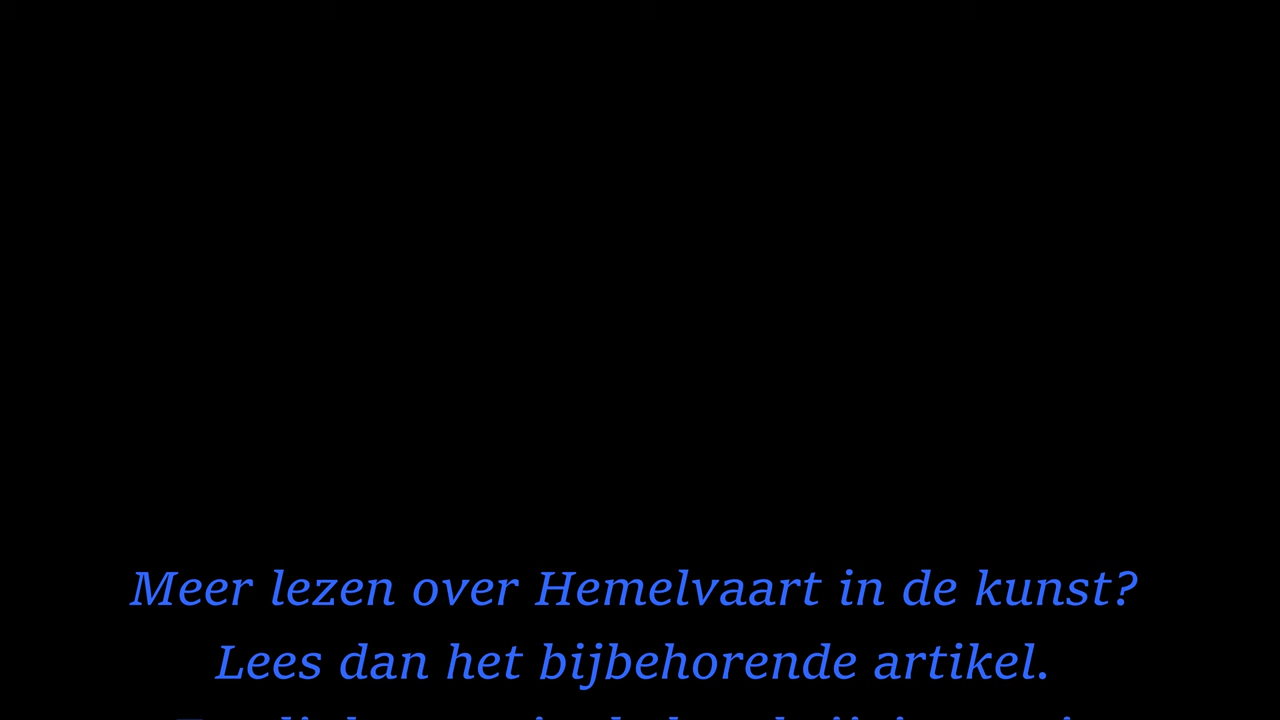 Meer lezen over Hemelvaart in de kunst?
Lees dan het bijbehorende artikel.